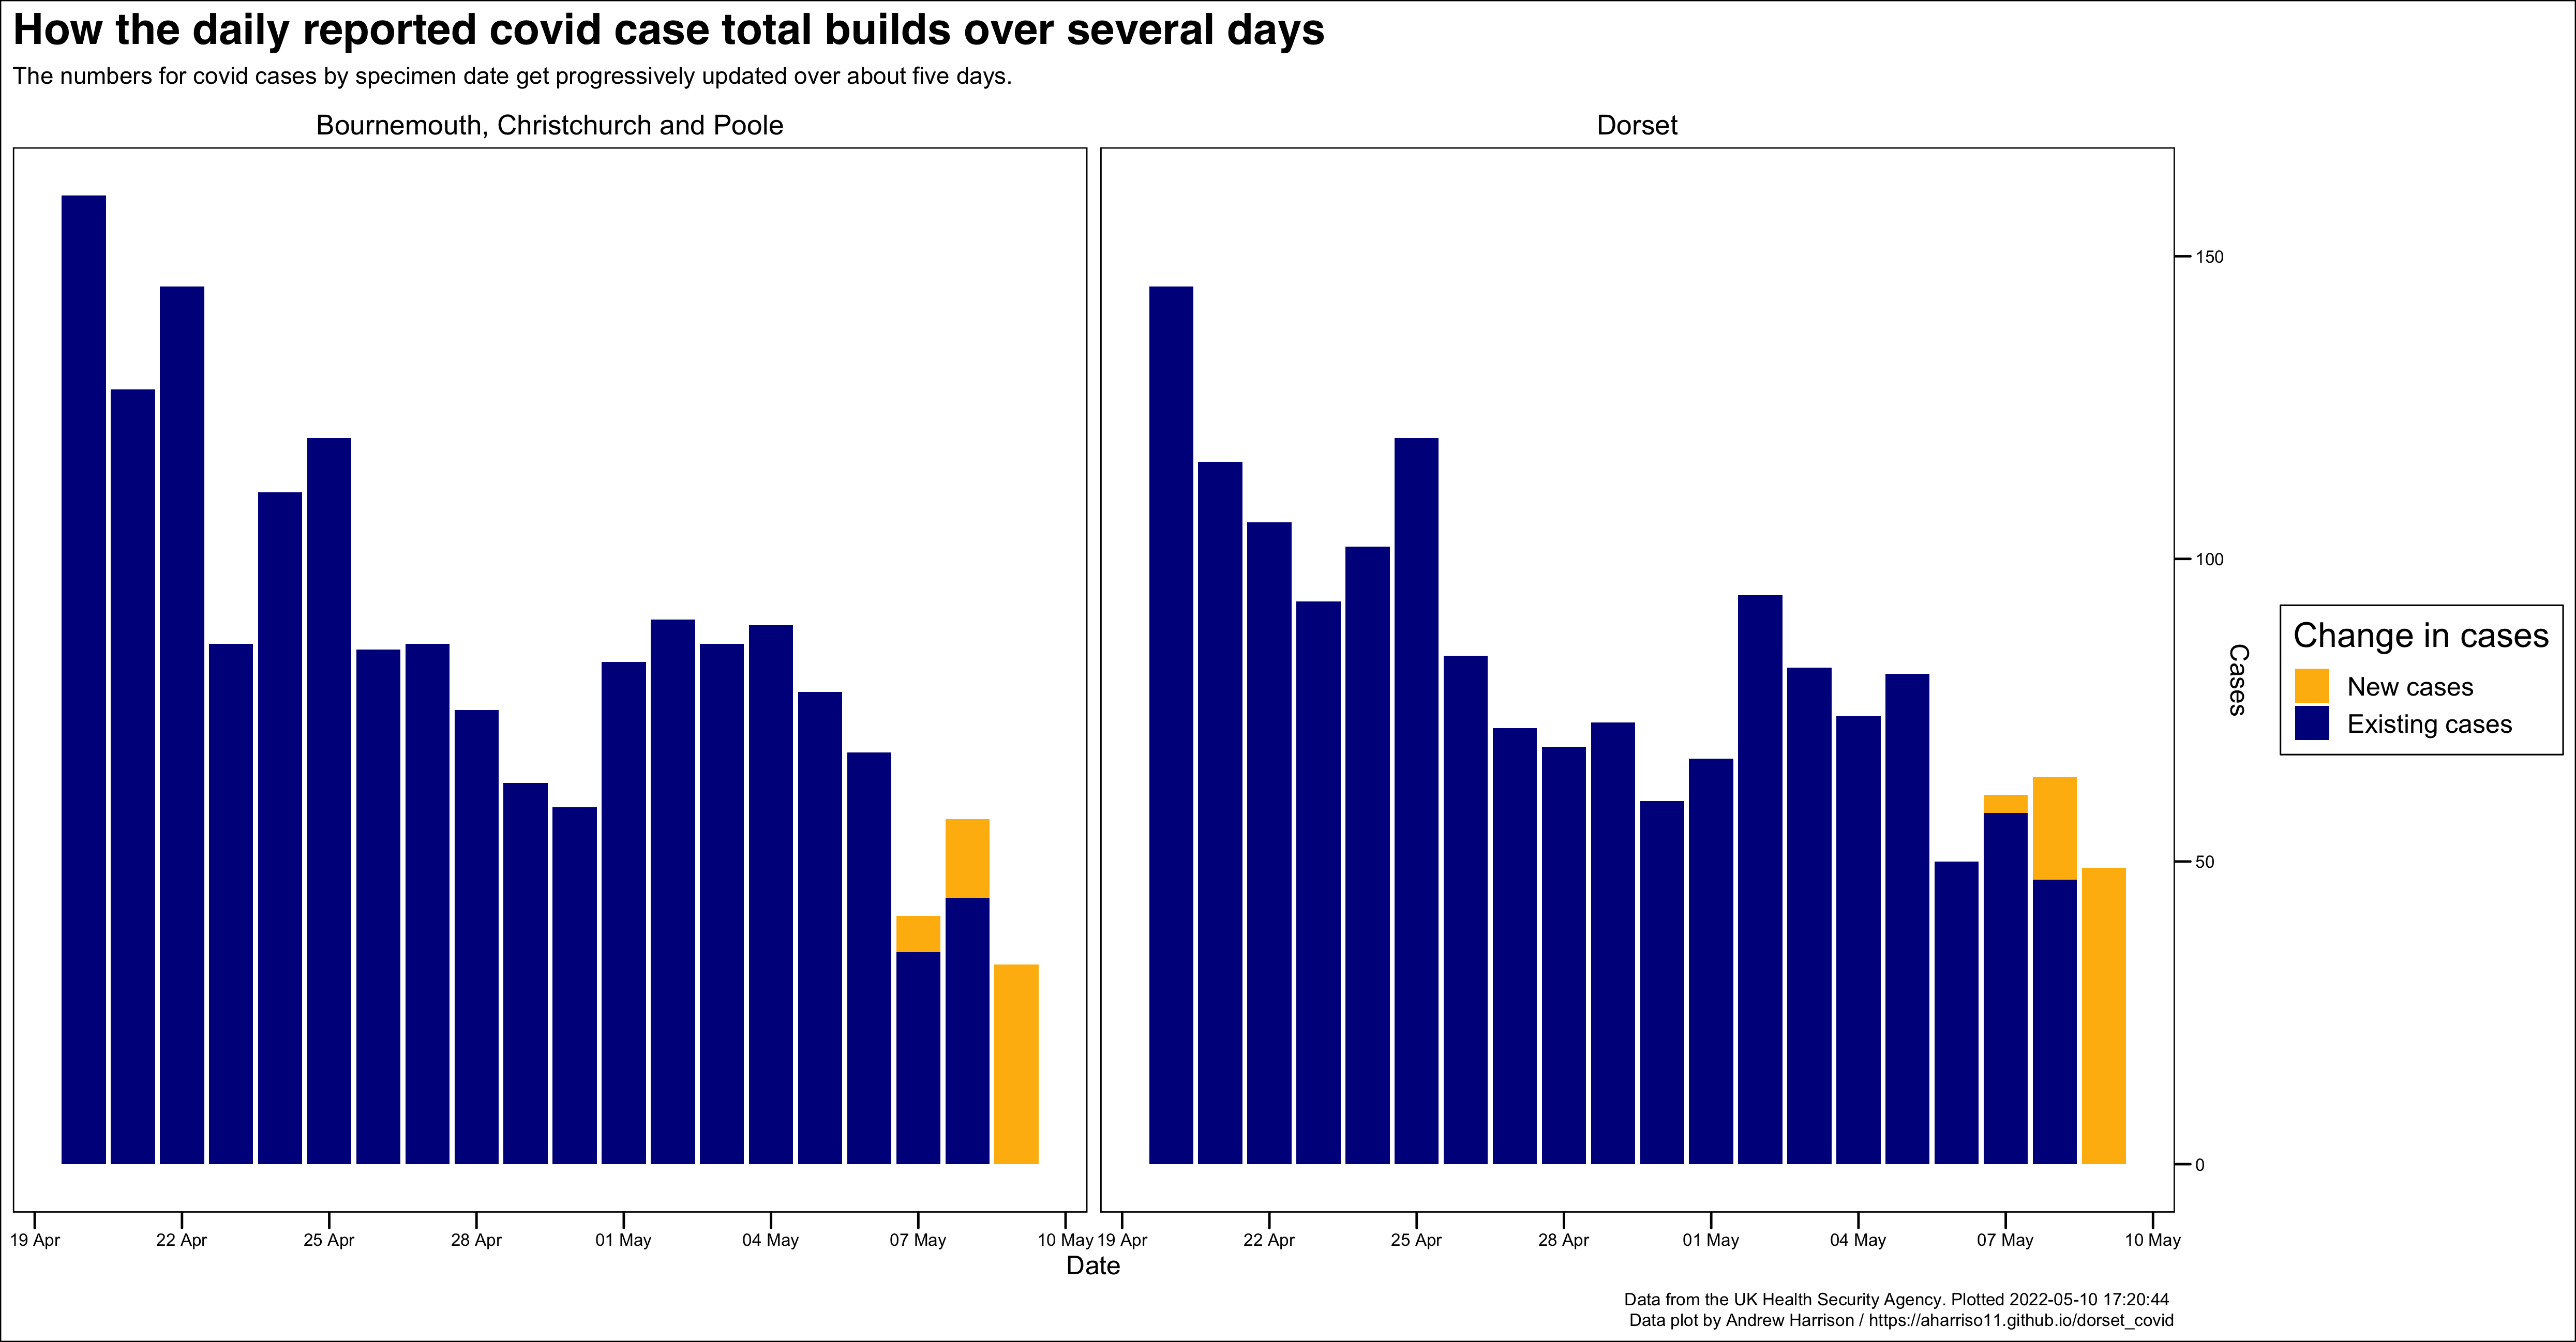 How the daily reported covid case total builds over several days
The numbers for covid cases by specimen date get progressively updated over about five days.
Bournemouth, Christchurch and Poole
Dorset
150
100
50
0
Cases
Change in cases
New cases
Existing cases
19 Apr 22 Apr 25 Apr 28 Apr 01 May 04 May 07 May 10 May 19 Apr 22 Apr 25 Apr 28 Apr 01 May 04 May 07 May 10 May
Date
Data from the UK Health Security Agency. Plotted 2022-05-10 17:20:44
Data plot by Andrew Harrison / https://aharriso11.github.io/dorset_covid